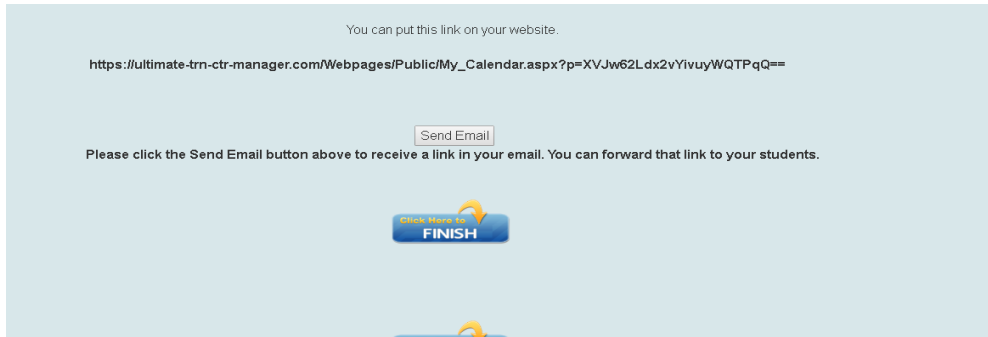 You can put this link on your website.
https://ultimate-trn-ctr-manager.com/Webpages/Public/My_Calendar.aspx?p=XVJw62Ldx2vYivuyWQTPqQ==
Send Email
Please click the Send Email button above to receive a link in your email. You can forward that link to your students.
Click Here to
FINISH